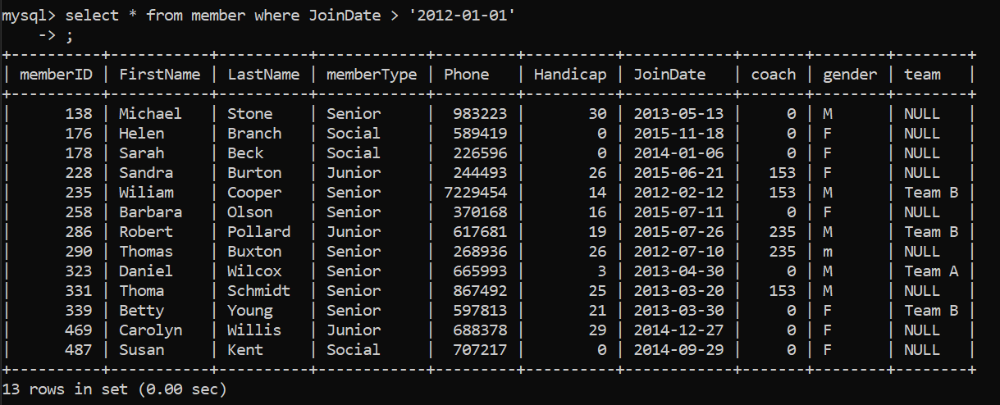 mysql> select * from member where JoinDate > '2012-01-01'
    -> ;
+----------+-----------+----------+------------+---------+----------+------------+-------+--------+--------+
| memberID | FirstName | LastName | memberType | Phone   | Handicap | JoinDate   | coach | gender | team   |
+----------+-----------+----------+------------+---------+----------+------------+-------+--------+--------+
|      138 | Michael   | Stone    | Senior     |  983223 |       30 | 2013-05-13 |     0 | M      | NULL   |
|      176 | Helen     | Branch   | Social     |  589419 |        0 | 2015-11-18 |     0 | F      | NULL   |
|      178 | Sarah     | Beck     | Social     |  226596 |        0 | 2014-01-06 |     0 | F      | NULL   |
|      228 | Sandra    | Burton   | Junior     |  244493 |       26 | 2015-06-21 |   153 | F      | NULL   |
|      235 | Wiliam    | Cooper   | Senior     | 7229454 |       14 | 2012-02-12 |   153 | M      | Team B |
|      258 | Barbara   | Olson    | Senior     |  370168 |       16 | 2015-07-11 |     0 | F      | NULL   |
|      286 | Robert    | Pollard  | Junior     |  617681 |       19 | 2015-07-26 |   235 | M      | Team B |
|      290 | Thomas    | Buxton   | Senior     |  268936 |       26 | 2012-07-10 |   235 | m      | NULL   |
|      323 | Daniel    | Wilcox   | Senior     |  665993 |        3 | 2013-04-30 |     0 | M      | Team A |
|      331 | Thoma     | Schmidt  | Senior     |  867492 |       25 | 2013-03-20 |   153 | M      | NULL   |
|      339 | Betty     | Young    | Senior     |  597813 |       21 | 2013-03-30 |     0 | F      | Team B |
|      469 | Carolyn   | Willis   | Junior     |  688378 |       29 | 2014-12-27 |     0 | F      | NULL   |
|      487 | Susan     | Kent     | Social     |  707217 |        0 | 2014-09-29 |     0 | F      | NULL   |
+----------+-----------+----------+------------+---------+----------+------------+-------+--------+--------+
13 rows in set (0.00 sec)